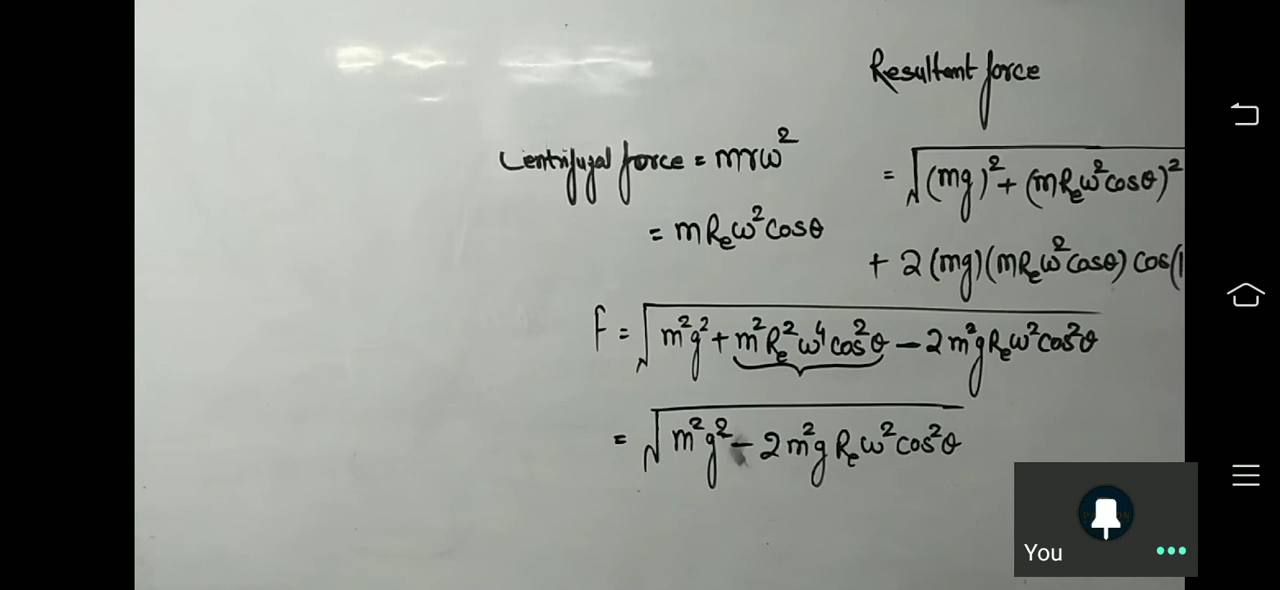 Resultant force
Centrifugal force = mrω²
= √(mg)² + (mRₑω²cosθ)²
= mRₑω²cosθ
+ 2(mg)(mRₑω²cosθ) cos(1
F = √m²g² + m²Rₑ²ω⁴cos²θ − 2m²gRₑω²cos²θ
= √m²g² − 2m²gRₑω²cos²θ
You